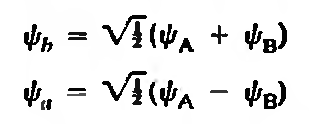 ψ_b = √½(ψ_A + ψ_B)
ψ_a = √½(ψ_A − ψ_B)